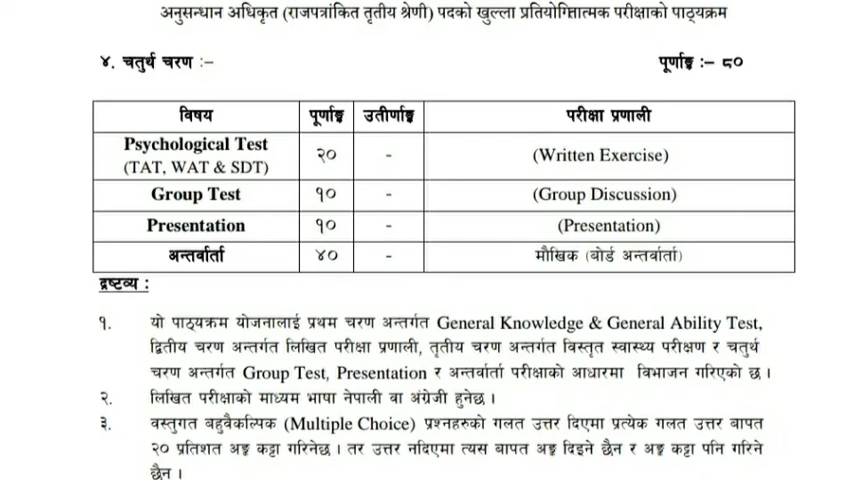 अनुसन्धान अधिकृत (राजपत्रांकित तृतीय श्रेणी) पदको खुल्ला प्रतियोगितात्मक परीक्षाको पाठ्यक्रम
४. चतुर्थ चरण :–
पूर्णाङ्क :– ८०
विषय पूर्णाङ्क उतीर्णाङ्क परीक्षा प्रणाली
Psychological Test
(TAT, WAT & SDT) २० - (Written Exercise)
Group Test १० - (Group Discussion)
Presentation १० - (Presentation)
अन्तर्वार्ता ४० - मौखिक (बोर्ड अन्तर्वार्ता)
द्रष्टव्य :
१. यो पाठ्यक्रम योजनालाई प्रथम चरण अन्तर्गत General Knowledge & General Ability Test,
द्वितीय चरण अन्तर्गत लिखित परीक्षा प्रणाली, तृतीय चरण अन्तर्गत विस्तृत स्वास्थ्य परीक्षण र चतुर्थ
चरण अन्तर्गत Group Test, Presentation र अन्तर्वार्ता परीक्षाको आधारमा विभाजन गरिएको छ ।
२. लिखित परीक्षाको माध्यम भाषा नेपाली वा अंग्रेजी हुनेछ ।
३. वस्तुगत बहुवैकल्पिक (Multiple Choice) प्रश्नहरुको गलत उत्तर दिएमा प्रत्येक गलत उत्तर बापत
२० प्रतिशत अङ्क कट्टा गरिनेछ । तर उत्तर नदिएमा त्यस बापत अङ्क दिइने छैन र अङ्क कट्टा पनि गरिने
छैन ।